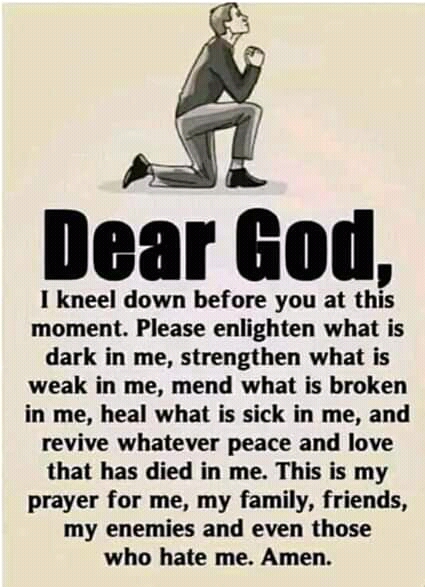 Dear God,
I kneel down before you at this
moment. Please enlighten what is
dark in me, strengthen what is
weak in me, mend what is broken
in me, heal what is sick in me, and
revive whatever peace and love
that has died in me. This is my
prayer for me, my family, friends,
my enemies and even those
who hate me. Amen.